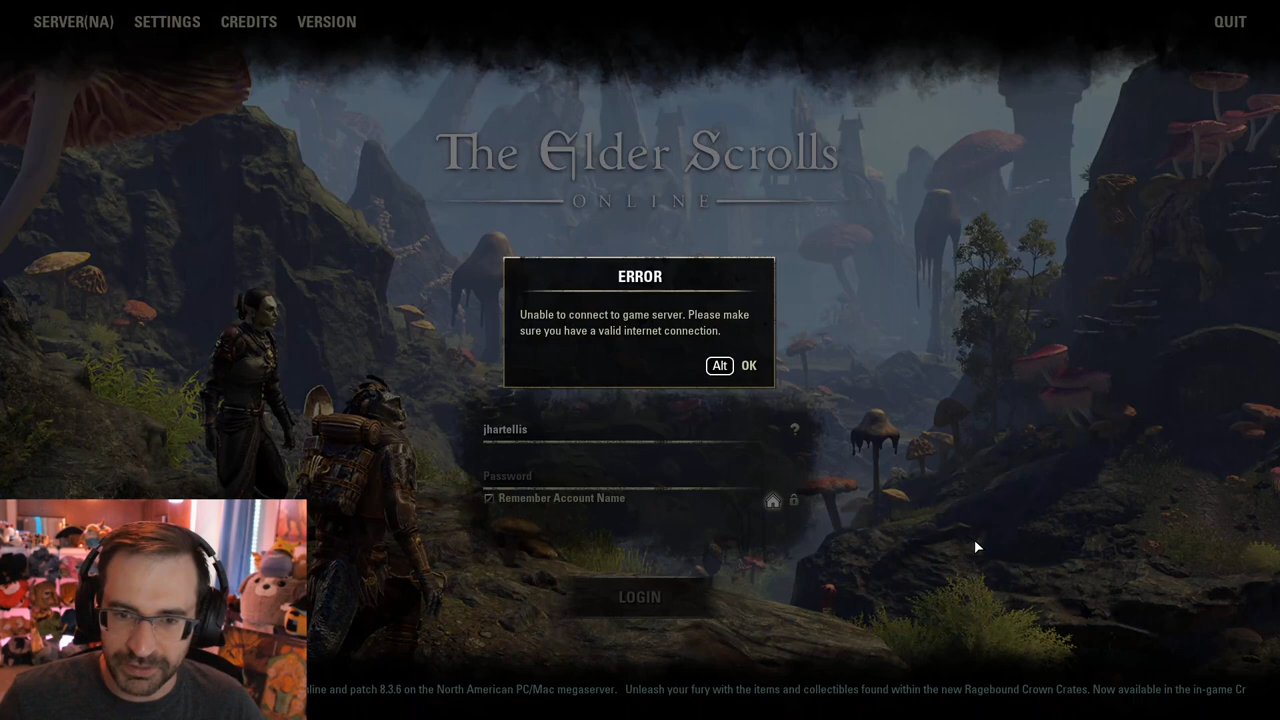 SERVER(NA) SETTINGS CREDITS VERSION QUIT
The Elder Scrolls
ONLINE
ERROR
Unable to connect to game server. Please make
sure you have a valid internet connection.
Alt OK
jhartellis ?
Password
Remember Account Name
LOGIN
line and patch 8.3.6 on the North American PC/Mac megaserver. Unleash your fury with the items and collectibles found within the new Ragebound Crown Crates. Now available in the in-game Cr